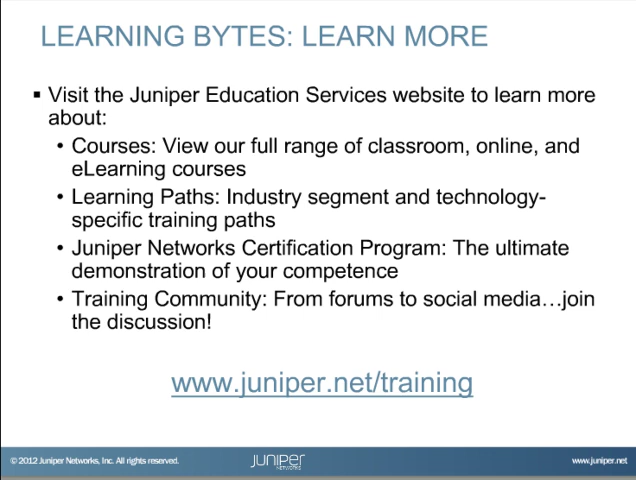 LEARNING BYTES: LEARN MORE
▪ Visit the Juniper Education Services website to learn more
about:
• Courses: View our full range of classroom, online, and
eLearning courses
• Learning Paths: Industry segment and technology-
specific training paths
• Juniper Networks Certification Program: The ultimate
demonstration of your competence
• Training Community: From forums to social media…join
the discussion!
www.juniper.net/training
© 2012 Juniper Networks, Inc. All rights reserved.
JUNIPER
NETWORKS
www.juniper.net